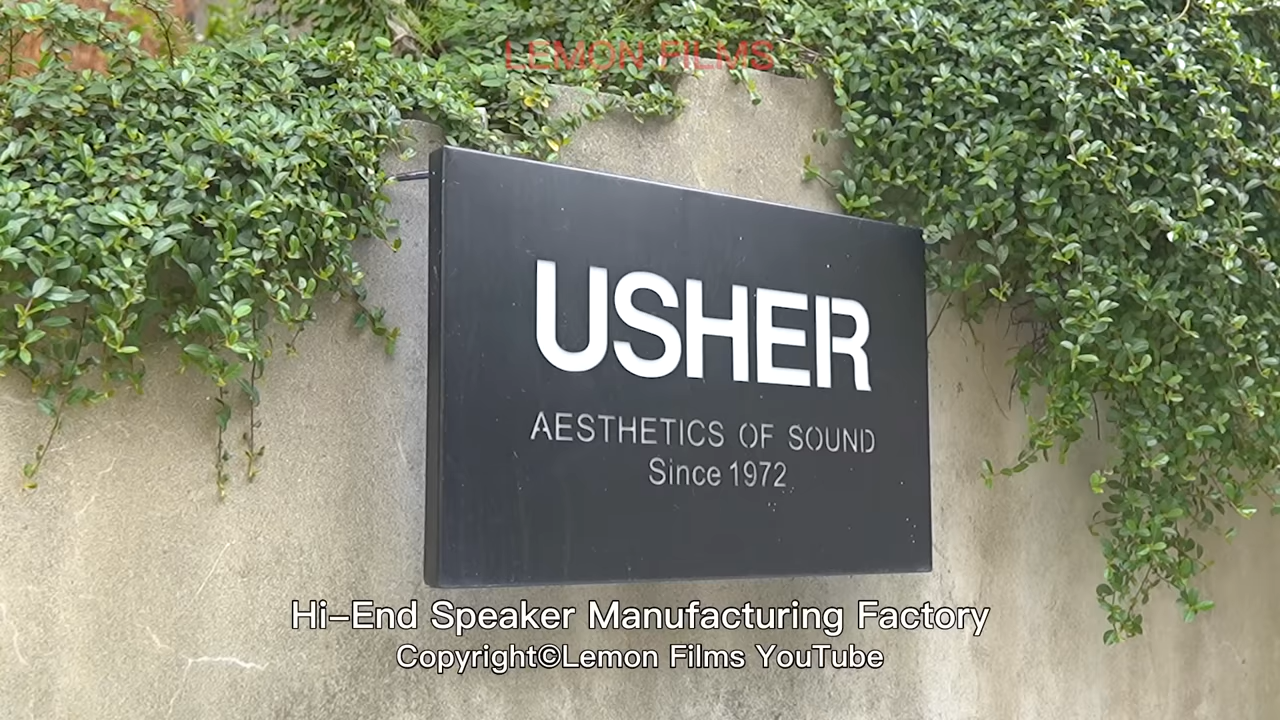 LEMON FILMS
USHER
AESTHETICS OF SOUND
Since 1972
Hi-End Speaker Manufacturing Factory
Copyright©Lemon Films YouTube